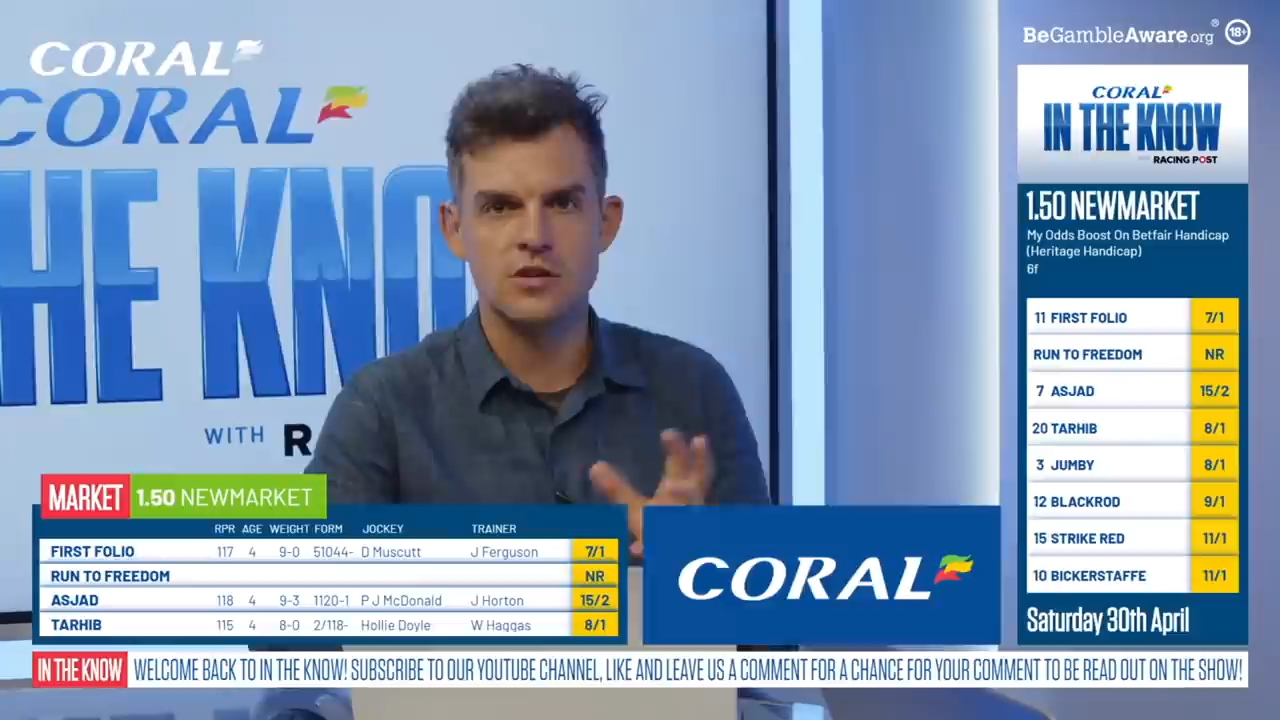 CORAL
CORAL
THE KNO
WITH R
BeGambleAware.org® 18+
CORAL
IN THE KNOW
WITH RACING POST
1.50 NEWMARKET
My Odds Boost On Betfair Handicap
(Heritage Handicap)
6f
11 FIRST FOLIO 7/1
RUN TO FREEDOM NR
7 ASJAD 15/2
20 TARHIB 8/1
3 JUMBY 8/1
12 BLACKROD 9/1
15 STRIKE RED 11/1
10 BICKERSTAFFE 11/1
Saturday 30th April
MARKET 1.50 NEWMARKET
RPR AGE WEIGHT FORM JOCKEY TRAINER
FIRST FOLIO 117 4 9-0 51044- D Muscutt J Ferguson 7/1
RUN TO FREEDOM NR
ASJAD 118 4 9-3 1120-1 P J McDonald J Horton 15/2
TARHIB 115 4 8-0 2/118- Hollie Doyle W Haggas 8/1
CORAL
IN THE KNOW WELCOME BACK TO IN THE KNOW! SUBSCRIBE TO OUR YOUTUBE CHANNEL, LIKE AND LEAVE US A COMMENT FOR A CHANCE FOR YOUR COMMENT TO BE READ OUT ON THE SHOW!